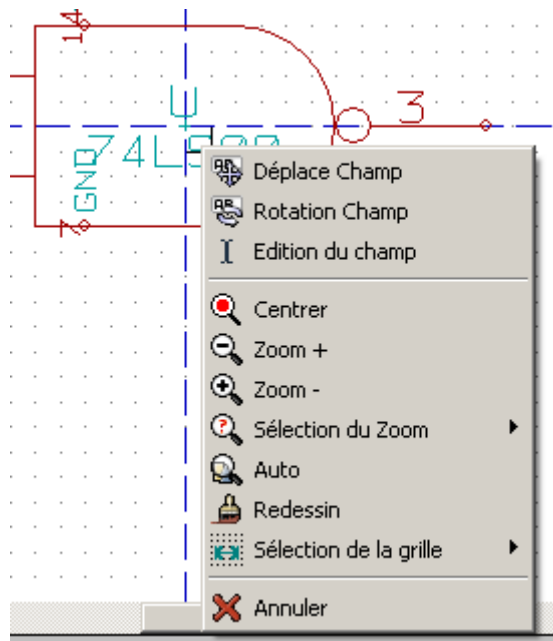 14
U
3
74LS00
GND
7
Déplace Champ
Rotation Champ
Edition du champ
Centrer
Zoom +
Zoom -
Sélection du Zoom
Auto
Redessin
Sélection de la grille
Annuler